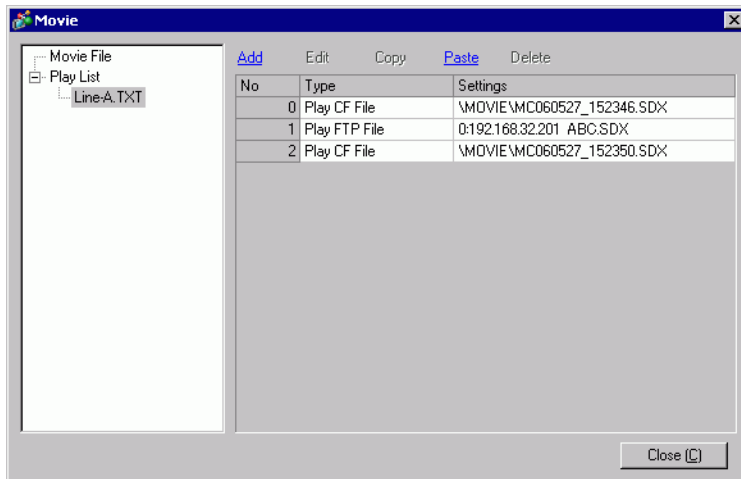 Movie
Movie File
Play List
Line-A.TXT
Add Edit Copy Paste Delete
No Type Settings
0 Play CF File \MOVIE\MC060527_152346.SDX
1 Play FTP File 0:192.168.32.201 ABC.SDX
2 Play CF File \MOVIE\MC060527_152350.SDX
Close (C)